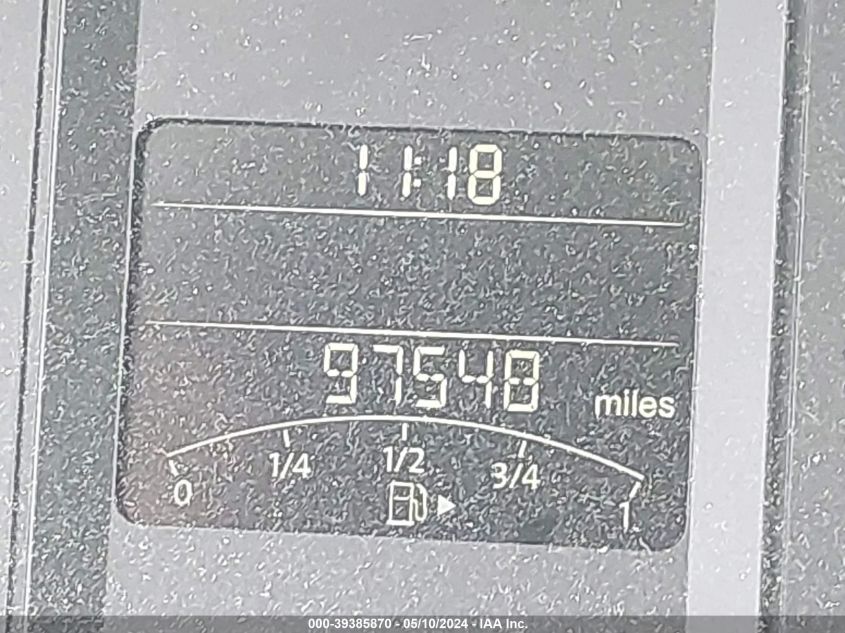 11:18
97548 miles
0 1/4 1/2 3/4 1
000-39385870 - 05/10/2024 - IAA Inc.